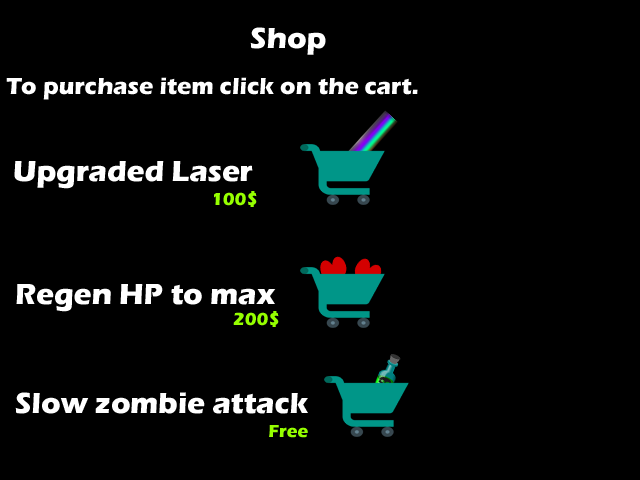 Shop
To purchase item click on the cart.
Upgraded Laser
100$
Regen HP to max
200$
Slow zombie attack
Free